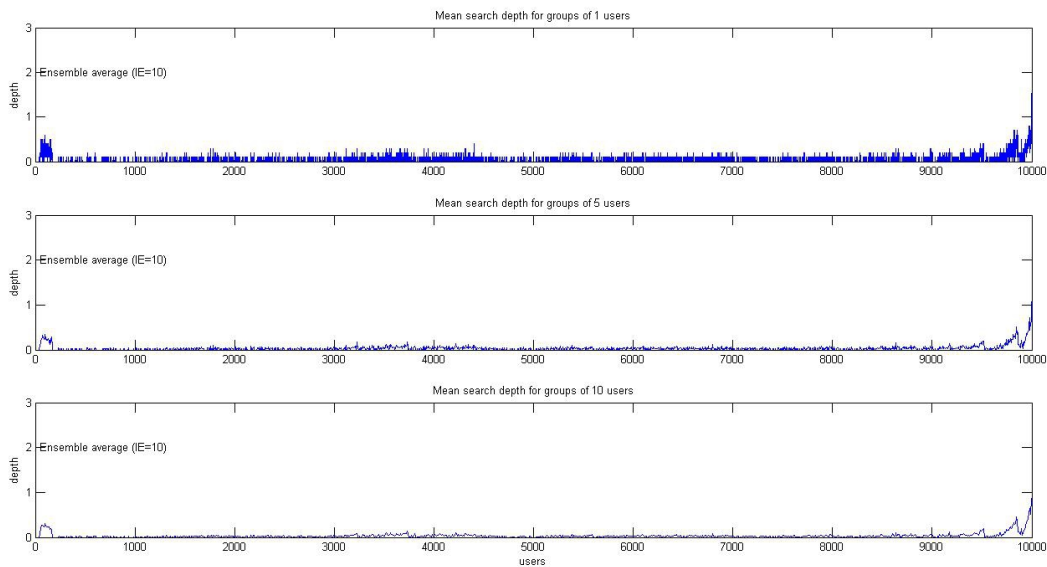 Mean search depth for groups of 1 users
3
2
1
0
depth
Ensemble average (IE=10)
0 1000 2000 3000 4000 5000 6000 7000 8000 9000 10000
Mean search depth for groups of 5 users
3
2
1
0
depth
Ensemble average (IE=10)
0 1000 2000 3000 4000 5000 6000 7000 8000 9000 10000
Mean search depth for groups of 10 users
3
2
1
0
depth
Ensemble average (IE=10)
0 1000 2000 3000 4000 5000 6000 7000 8000 9000 10000
users